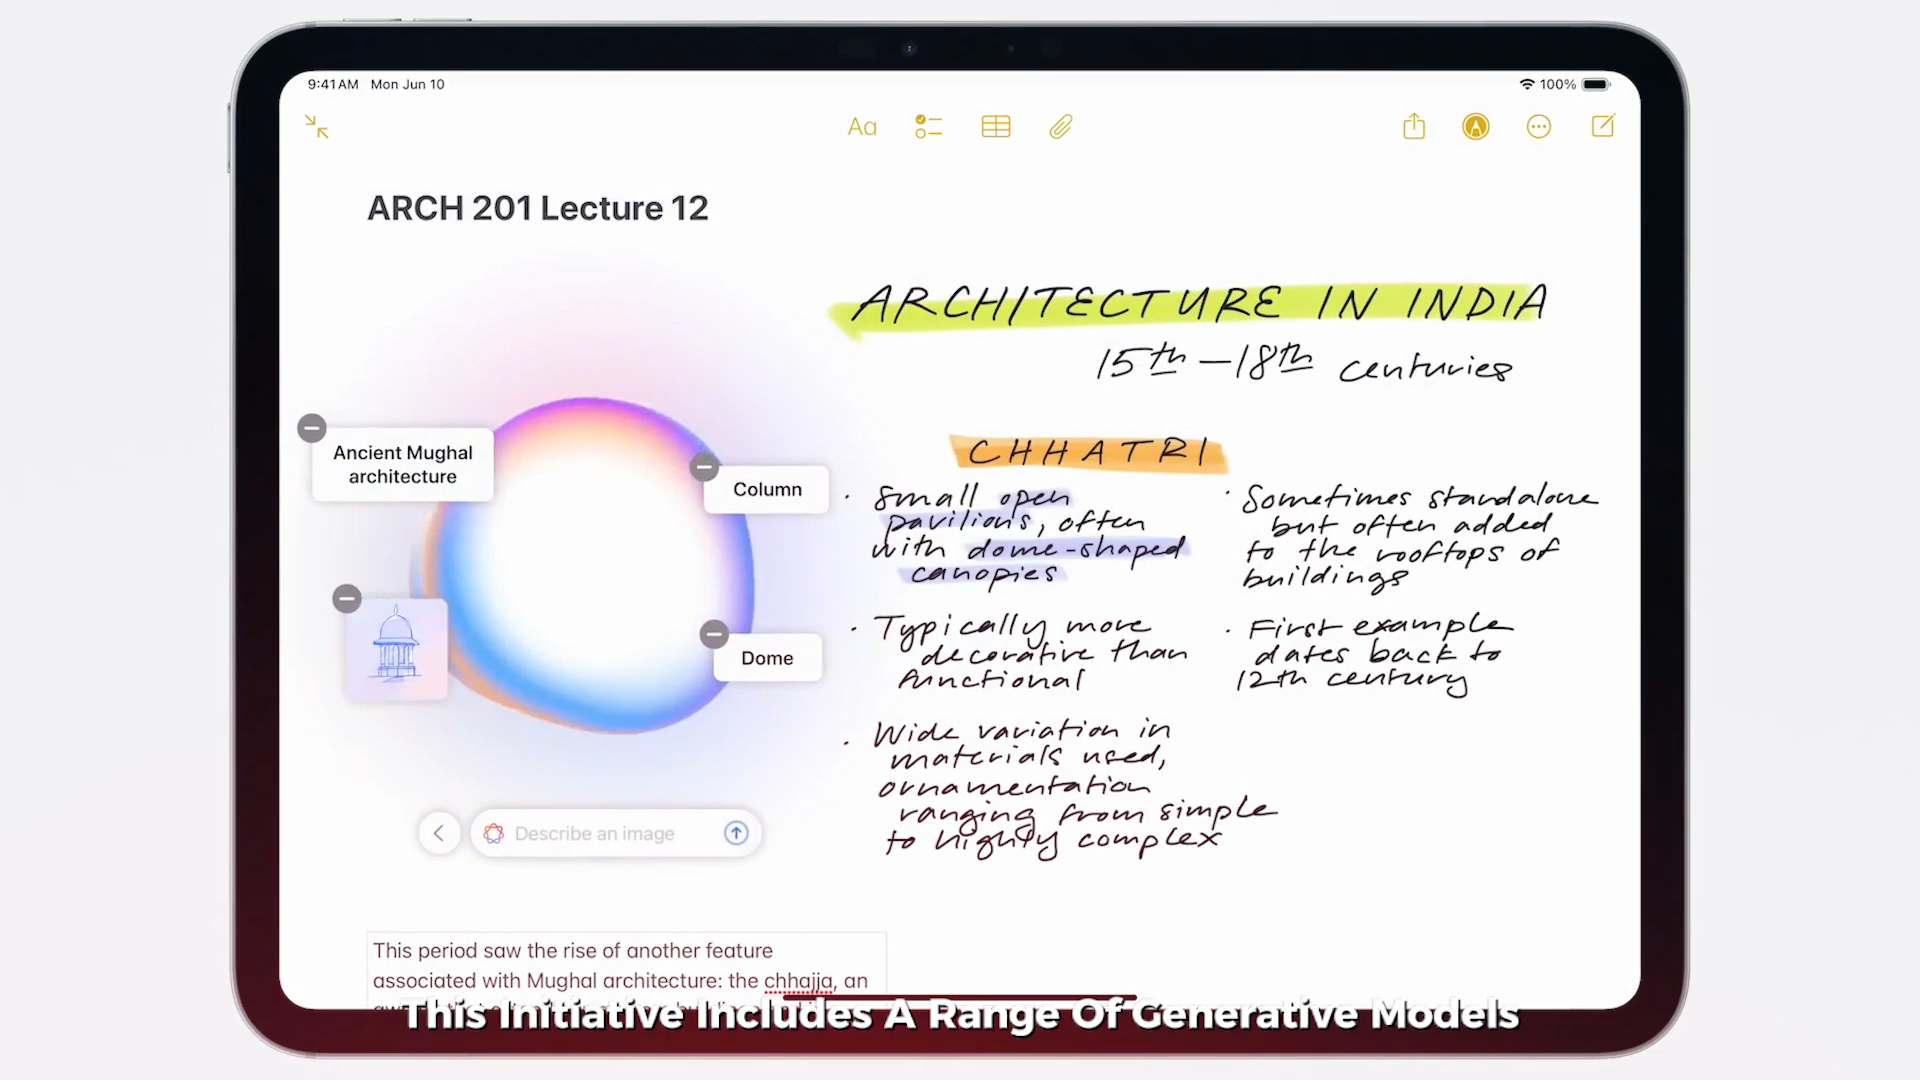 9:41 AM Mon Jun 10
100%
Aa
ARCH 201 Lecture 12
ARCHITECTURE IN INDIA
15th – 18th centuries
Ancient Mughal
architecture
Column
Dome
Describe an image
CHHATRI
· Small open
pavilions, often
with dome-shaped
canopies
· Typically more
decorative than
functional
· Wide variation in
materials used,
ornamentation
ranging from simple
to highly complex
· Sometimes standalone
but often added
to the rooftops of
buildings
· First example
dates back to
12th century
This period saw the rise of another feature
associated with Mughal architecture: the chhajja, an
This Initiative Includes A Range Of Generative Models